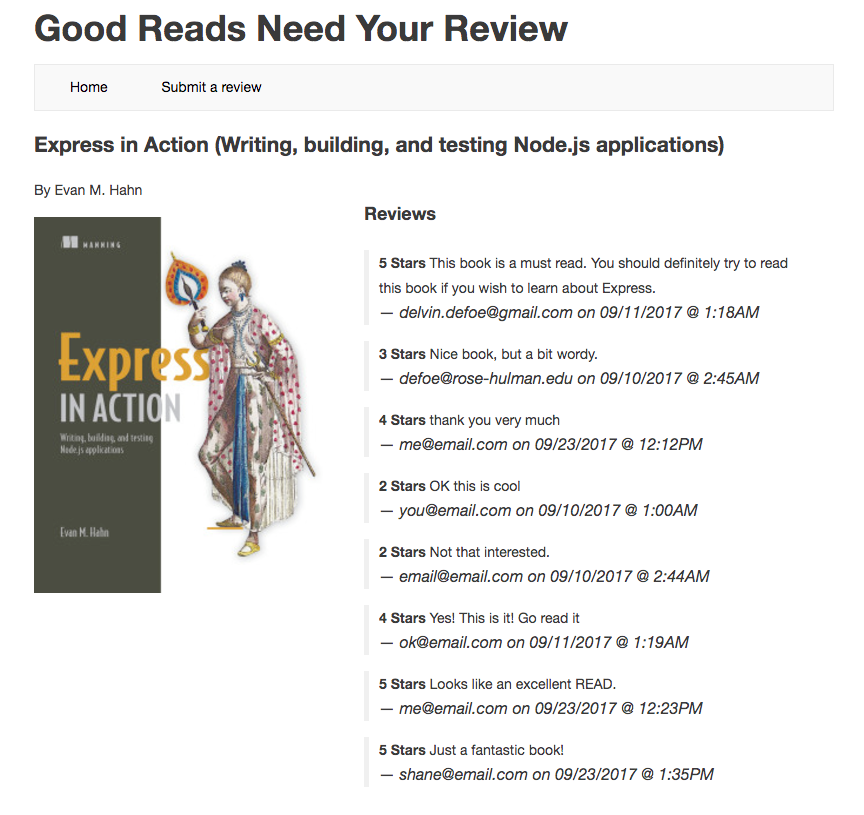 Good Reads Need Your Review
Home Submit a review
Express in Action (Writing, building, and testing Node.js applications)
By Evan M. Hahn
MANNING
Express
IN ACTION
Writing, building, and testing
Node.js applications
Evan M. Hahn
Reviews
5 Stars This book is a must read. You should definitely try to read
this book if you wish to learn about Express.
— delvin.defoe@gmail.com on 09/11/2017 @ 1:18AM
3 Stars Nice book, but a bit wordy.
— defoe@rose-hulman.edu on 09/10/2017 @ 2:45AM
4 Stars thank you very much
— me@email.com on 09/23/2017 @ 12:12PM
2 Stars OK this is cool
— you@email.com on 09/10/2017 @ 1:00AM
2 Stars Not that interested.
— email@email.com on 09/10/2017 @ 2:44AM
4 Stars Yes! This is it! Go read it
— ok@email.com on 09/11/2017 @ 1:19AM
5 Stars Looks like an excellent READ.
— me@email.com on 09/23/2017 @ 12:23PM
5 Stars Just a fantastic book!
— shane@email.com on 09/23/2017 @ 1:35PM